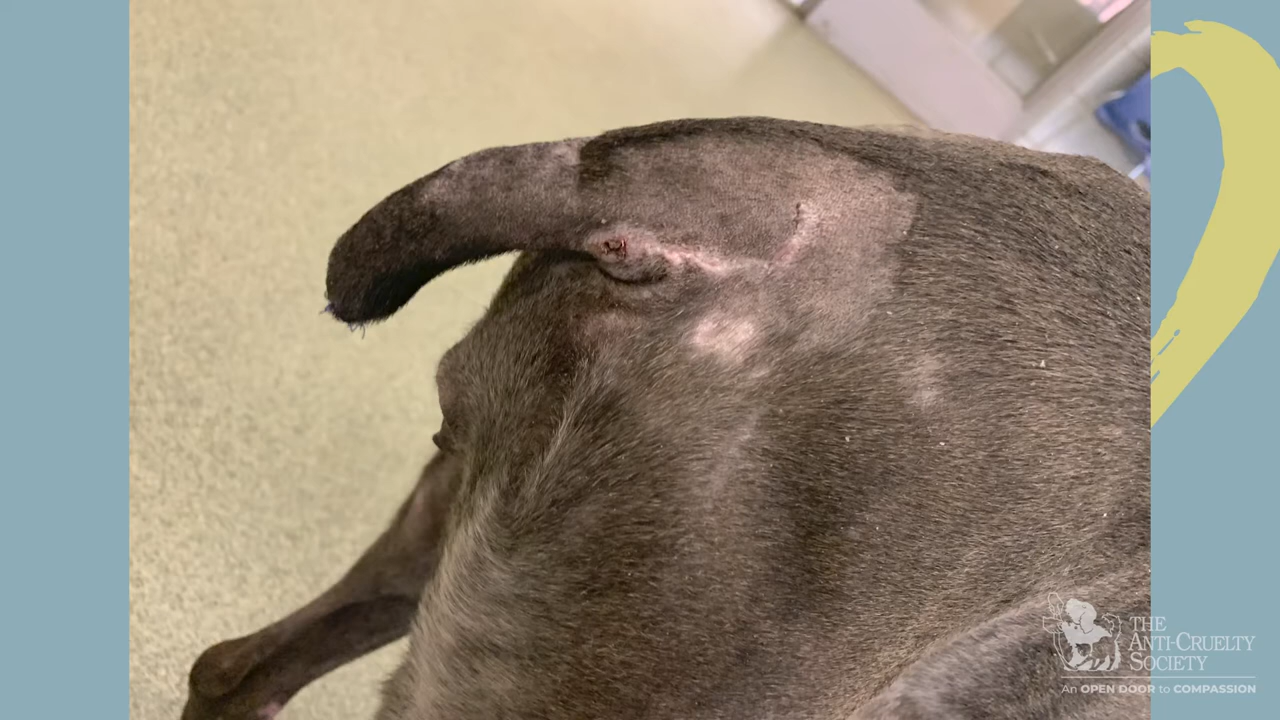 THE
ANTI-CRUELTY
SOCIETY
An OPEN DOOR to COMPASSION